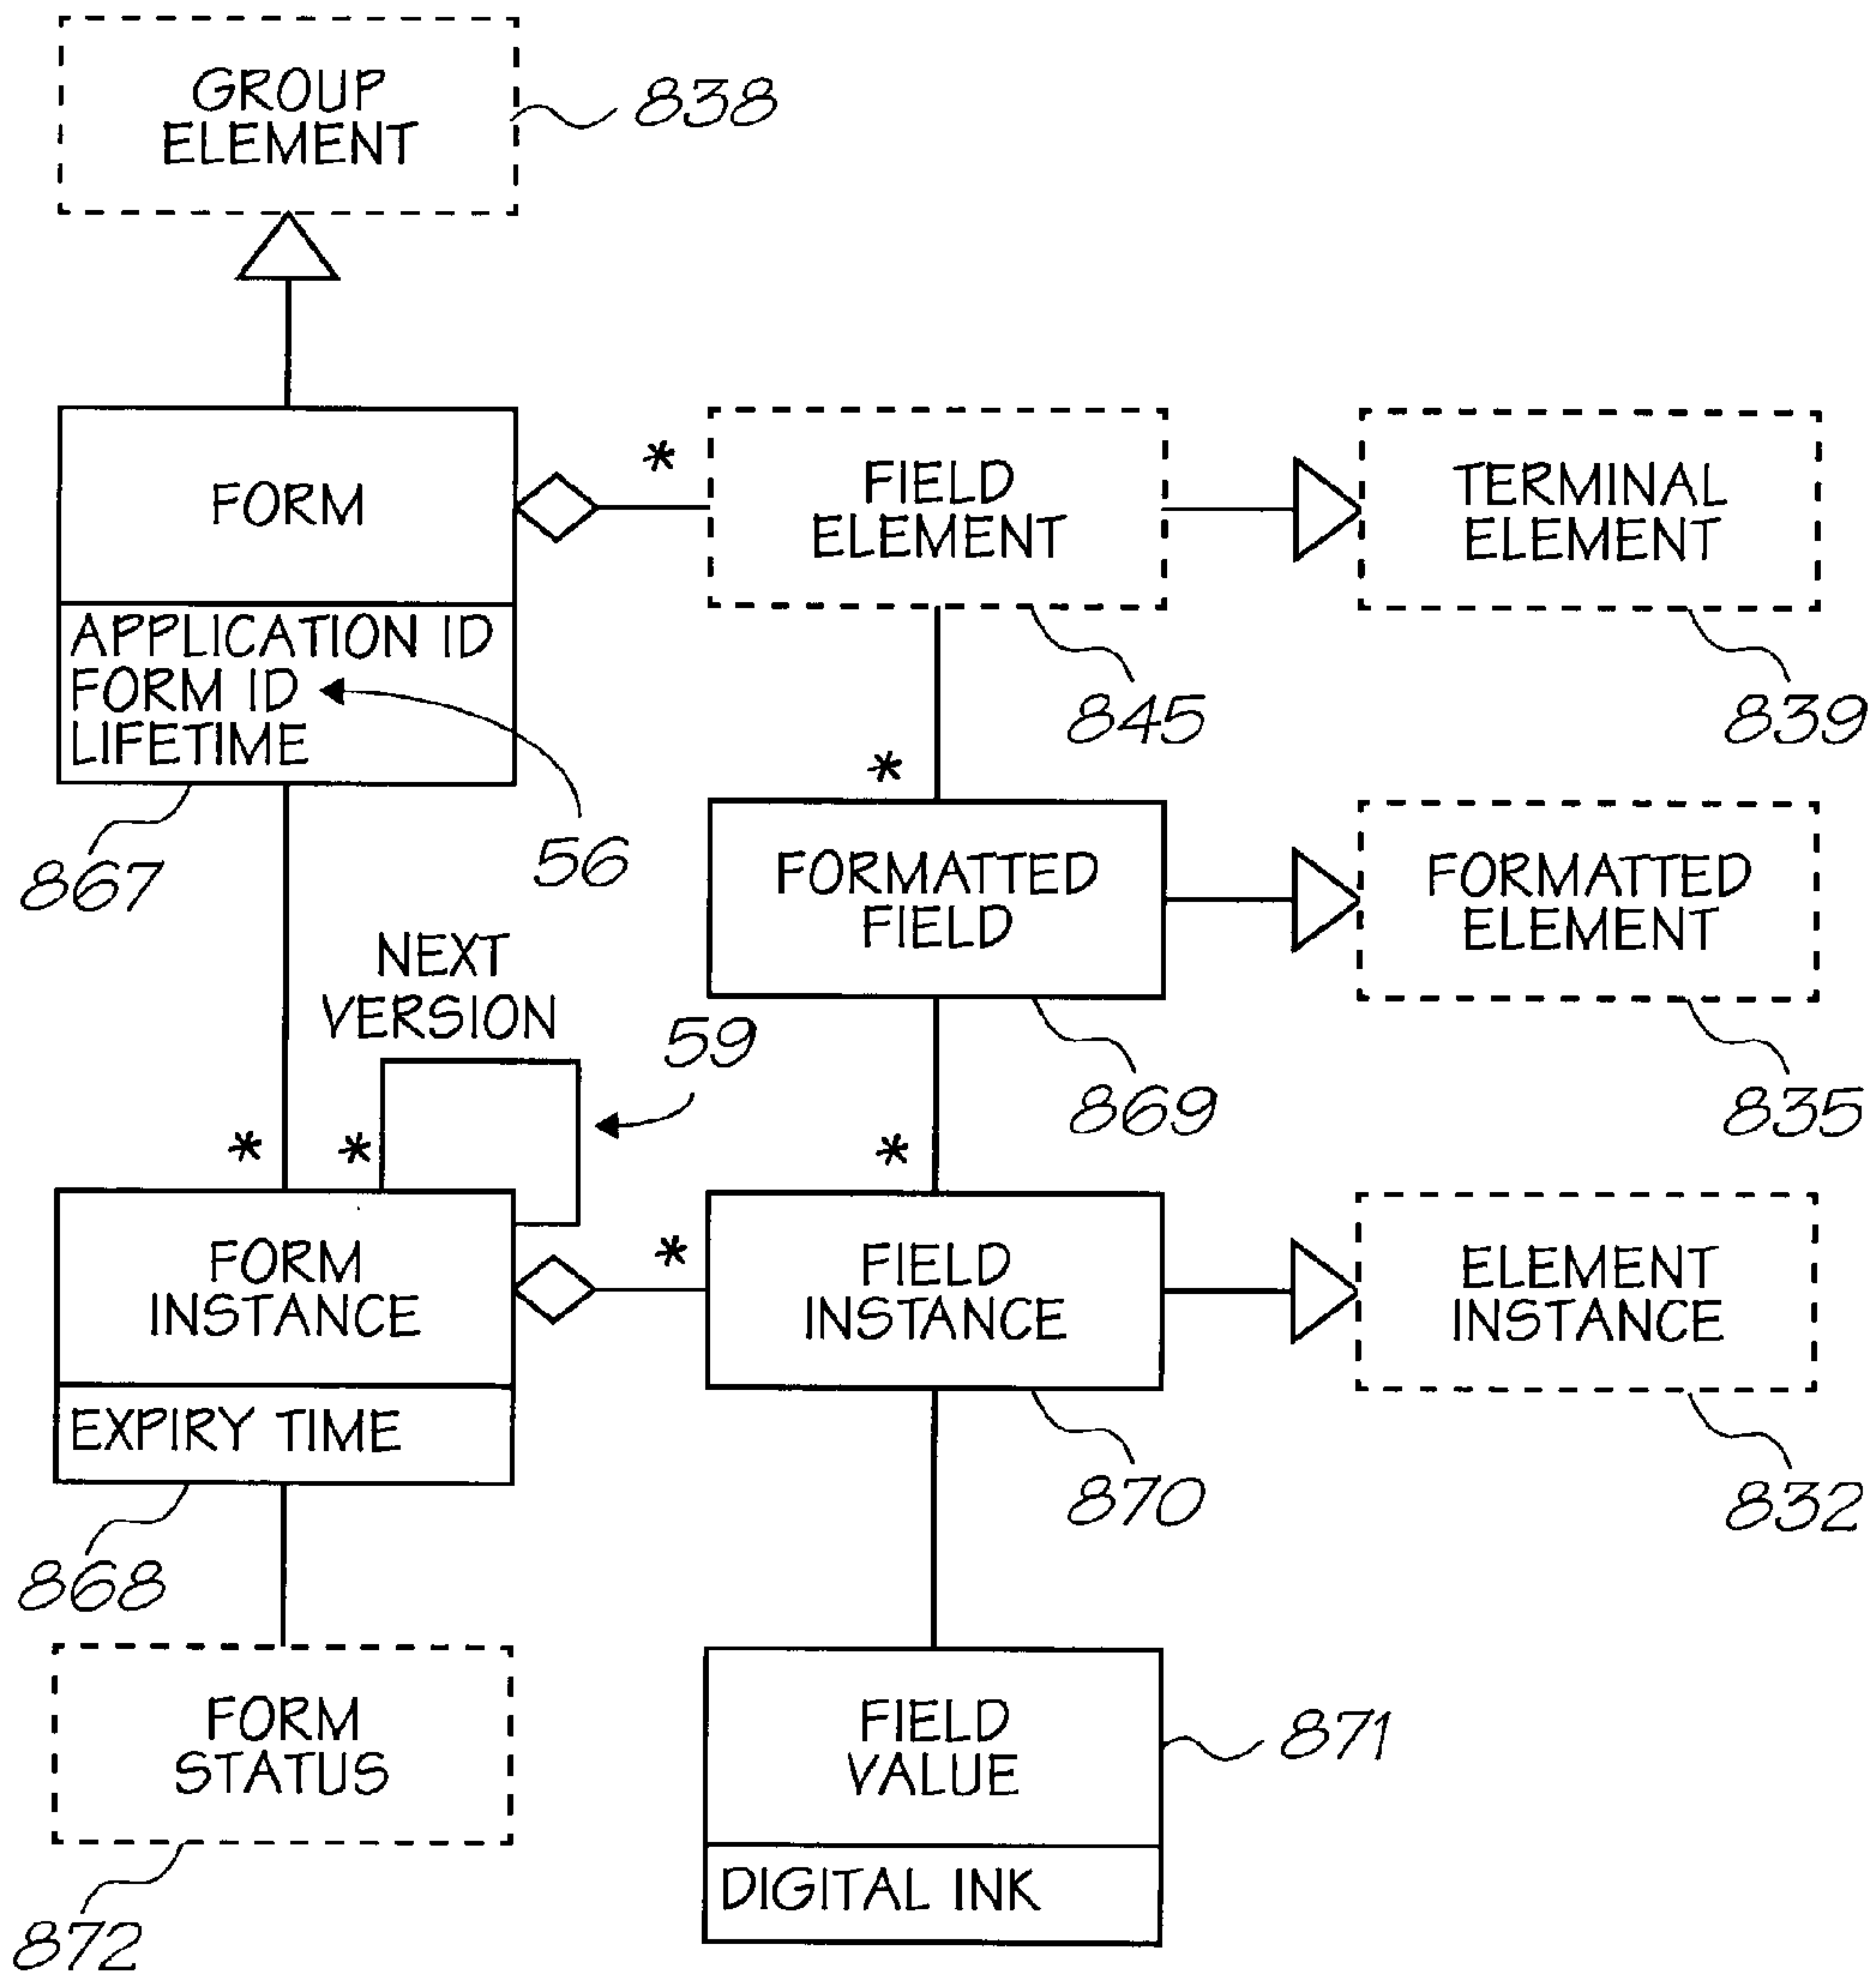 GROUP
ELEMENT
838
FORM
APPLICATION ID
FORM ID
LIFETIME
867
56
*
FIELD
ELEMENT
845
TERMINAL
ELEMENT
839
*
FORMATTED
FIELD
869
FORMATTED
ELEMENT
835
NEXT
VERSION
59
*
*
*
FORM
INSTANCE
EXPIRY TIME
868
*
FIELD
INSTANCE
870
ELEMENT
INSTANCE
832
FORM
STATUS
872
FIELD
VALUE
DIGITAL INK
871